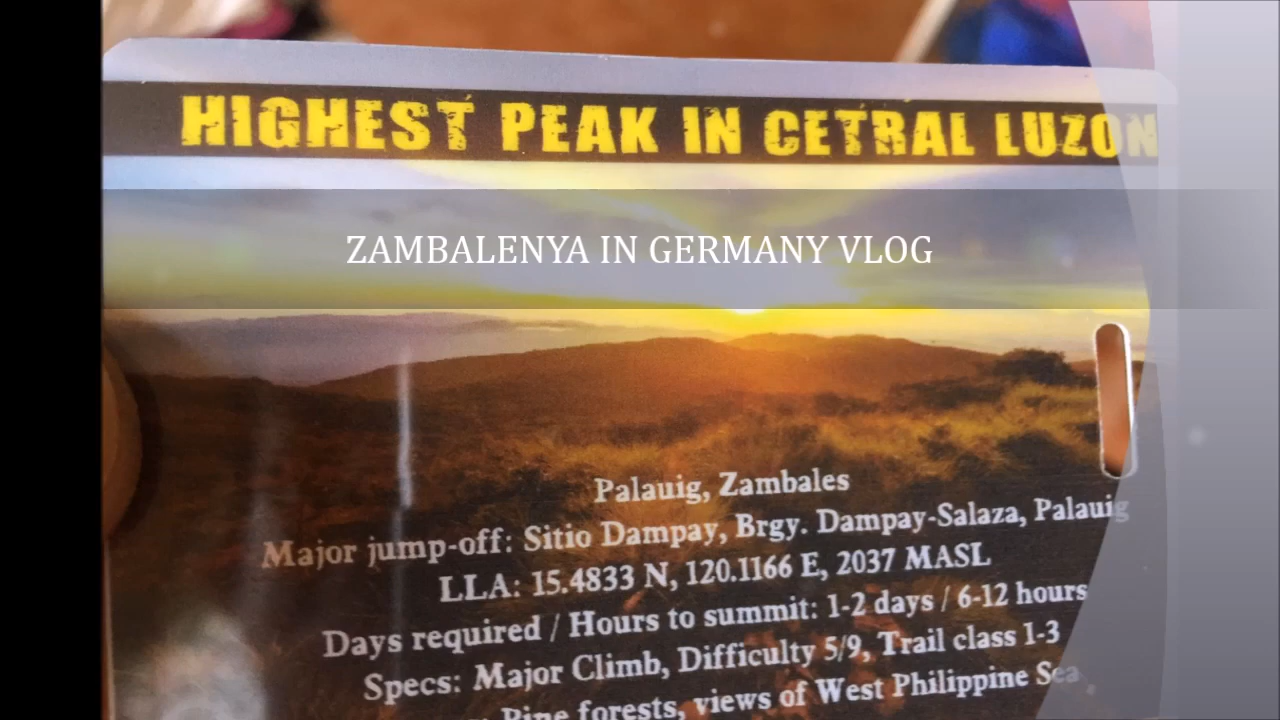 HIGHEST PEAK IN CETRAL LUZON
ZAMBALENYA IN GERMANY VLOG
Palauig, Zambales
Major jump-off: Sitio Dampay, Brgy. Dampay-Salaza, Palauig
LLA: 15.4833 N, 120.1166 E, 2037 MASL
Days required / Hours to summit: 1-2 days / 6-12 hours
Specs: Major Climb, Difficulty 5/9, Trail class 1-3
Pine forests, views of West Philippine Sea